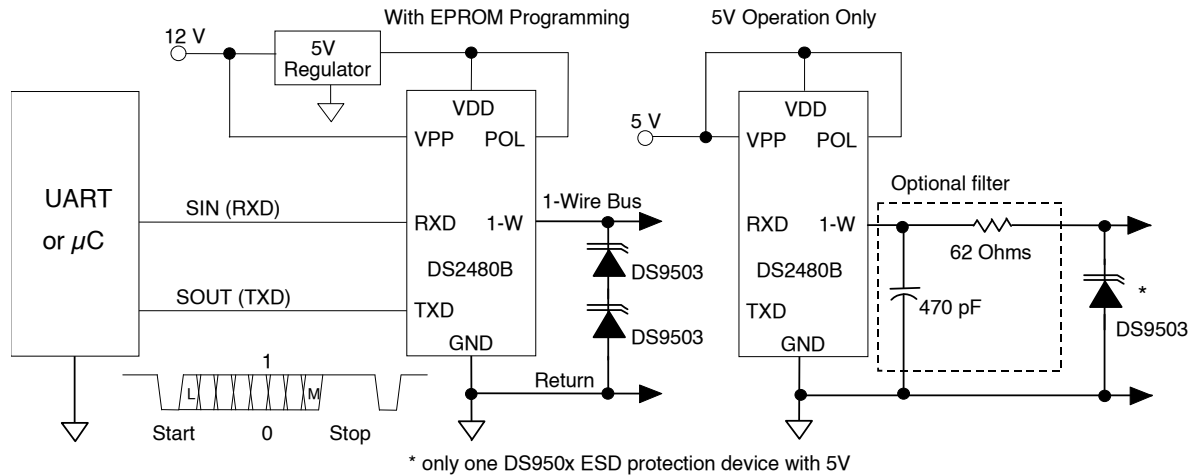 With EPROM Programming
5V Operation Only
12 V
5V
Regulator
VDD
VPP
POL
UART
or µC
SIN (RXD)
SOUT (TXD)
RXD
1-W
DS2480B
TXD
GND
1-Wire Bus
DS9503
DS9503
Return
5 V
VDD
VPP
POL
RXD
1-W
DS2480B
TXD
GND
Optional filter
62 Ohms
470 pF
*
DS9503
1
L
M
Start
0
Stop
* only one DS950x ESD protection device with 5V